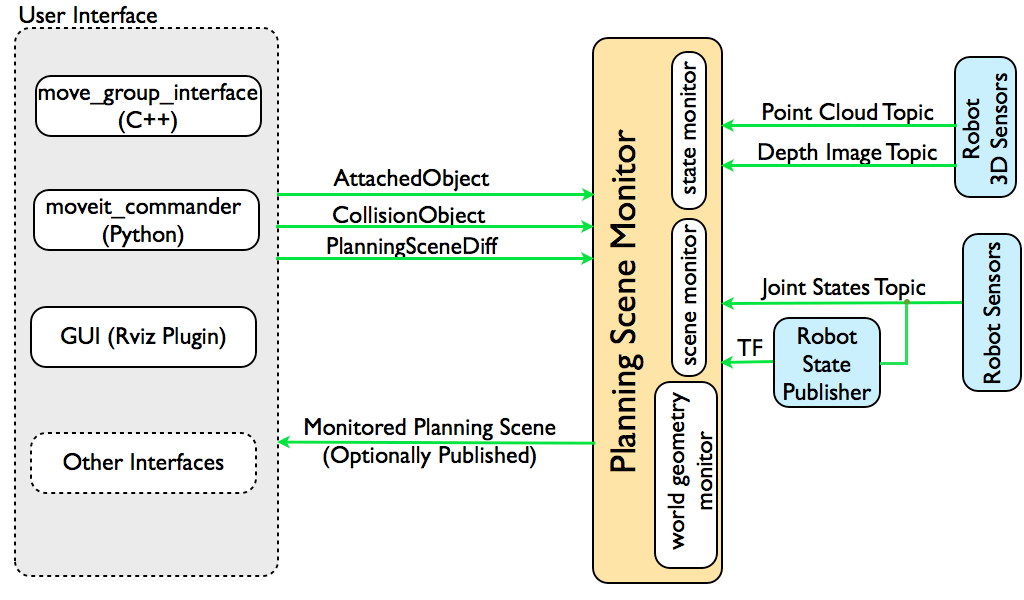 User Interface
move_group_interface
(C++)
moveit_commander
(Python)
GUI (Rviz Plugin)
Other Interfaces
AttachedObject
CollisionObject
PlanningSceneDiff
Monitored Planning Scene
(Optionally Published)
Planning Scene Monitor
state monitor
scene monitor
world geometry
monitor
Point Cloud Topic
Depth Image Topic
Joint States Topic
TF
Robot
State
Publisher
Robot
3D Sensors
Robot Sensors